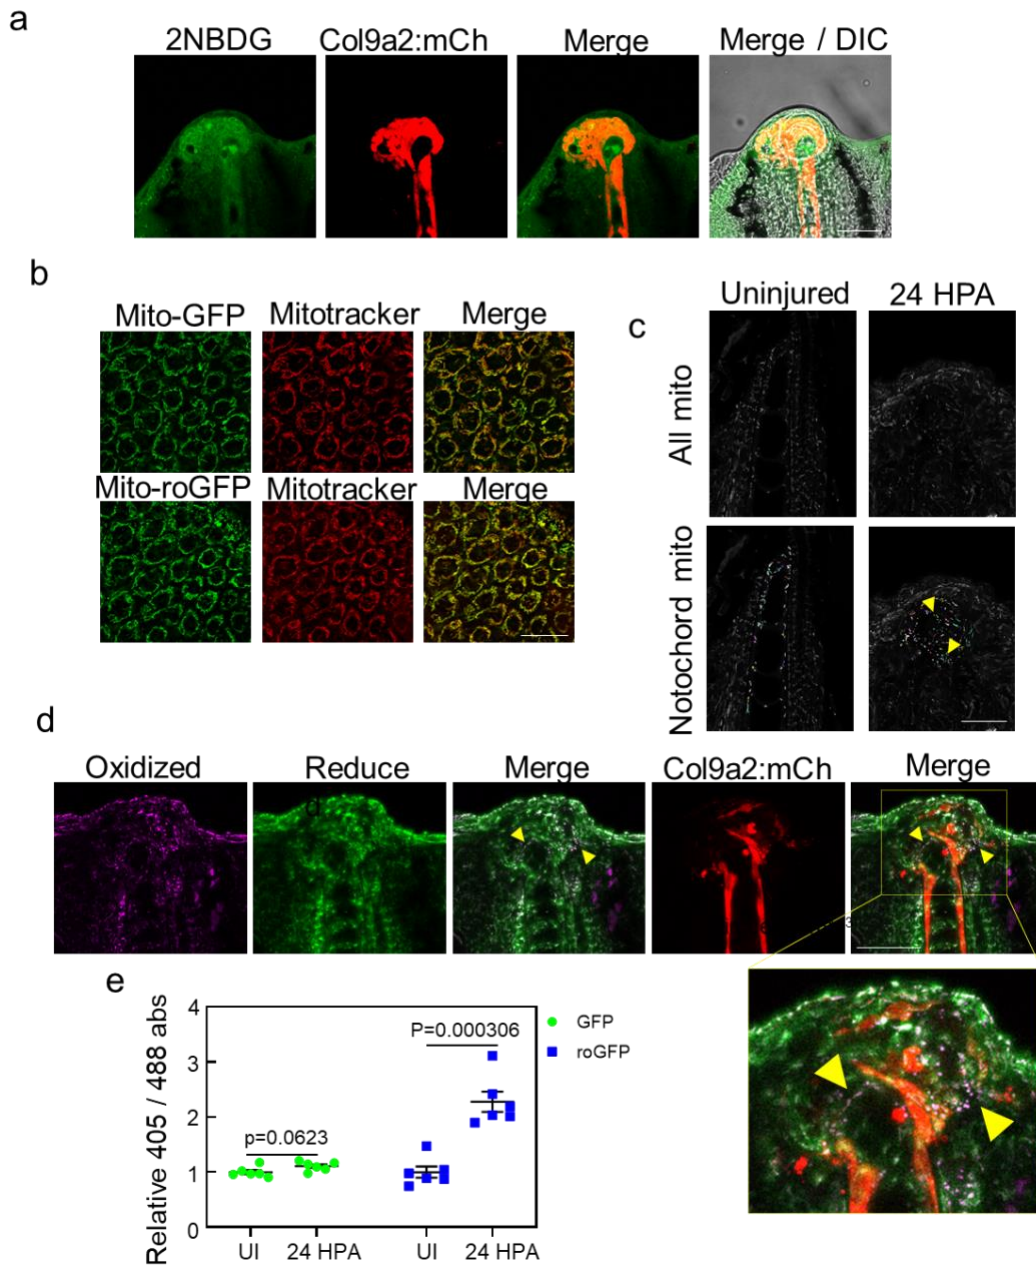 a
2NBDG Col9a2:mCh Merge Merge / DIC
b
Mito-GFP Mitotracker Merge
Mito-roGFP Mitotracker Merge
c
Uninjured 24 HPA
All mito
Notochord mito
d
Oxidized Reduce Merge Col9a2:mCh Merge
e
Relative 405 / 488 abs
4
3
2
1
0
p=0.0623
P=0.000306
UI 24 HPA UI 24 HPA
GFP
roGFP